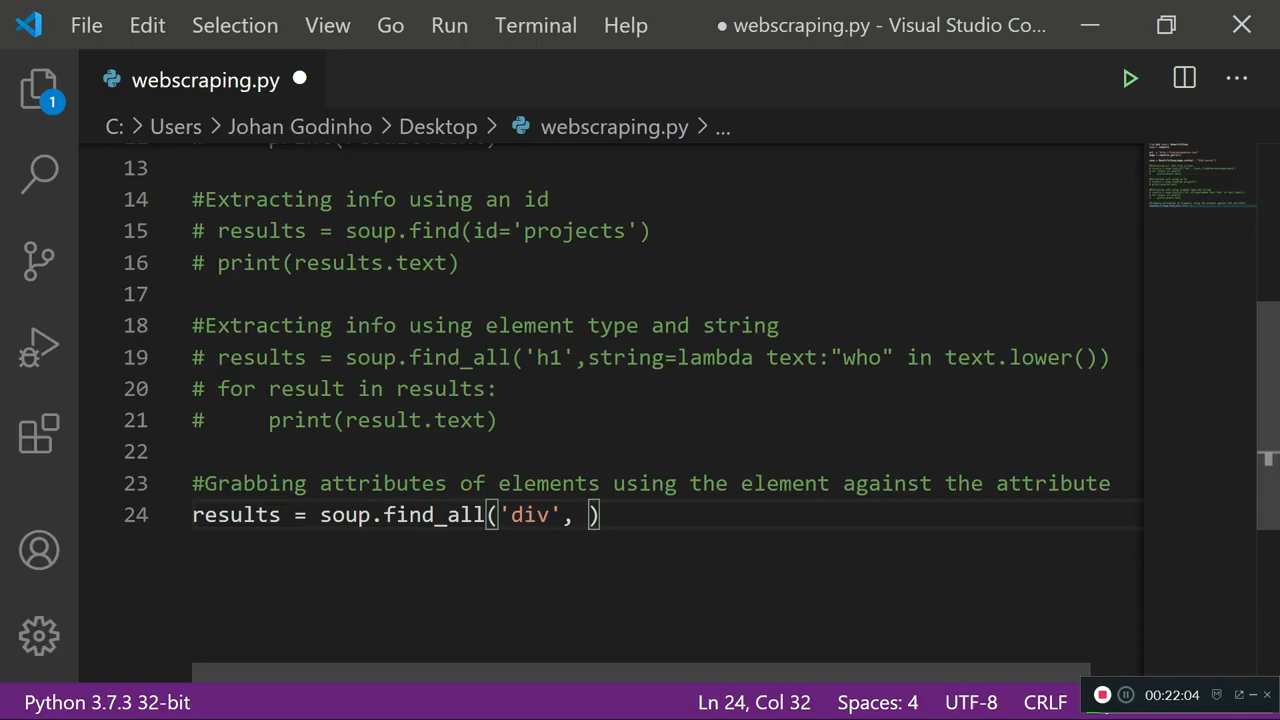 File Edit Selection View Go Run Terminal Help ● webscraping.py - Visual Studio Co...
webscraping.py
1
C: > Users > Johan Godinho > Desktop > webscraping.py > ...
13
14 #Extracting info using an id
15 # results = soup.find(id='projects')
16 # print(results.text)
17
18 #Extracting info using element type and string
19 # results = soup.find_all('h1',string=lambda text:"who" in text.lower())
20 # for result in results:
21 #     print(result.text)
22
23 #Grabbing attributes of elements using the element against the attribute
24 results = soup.find_all('div', )
Python 3.7.3 32-bit Ln 24, Col 32 Spaces: 4 UTF-8 CRLF 00:22:04